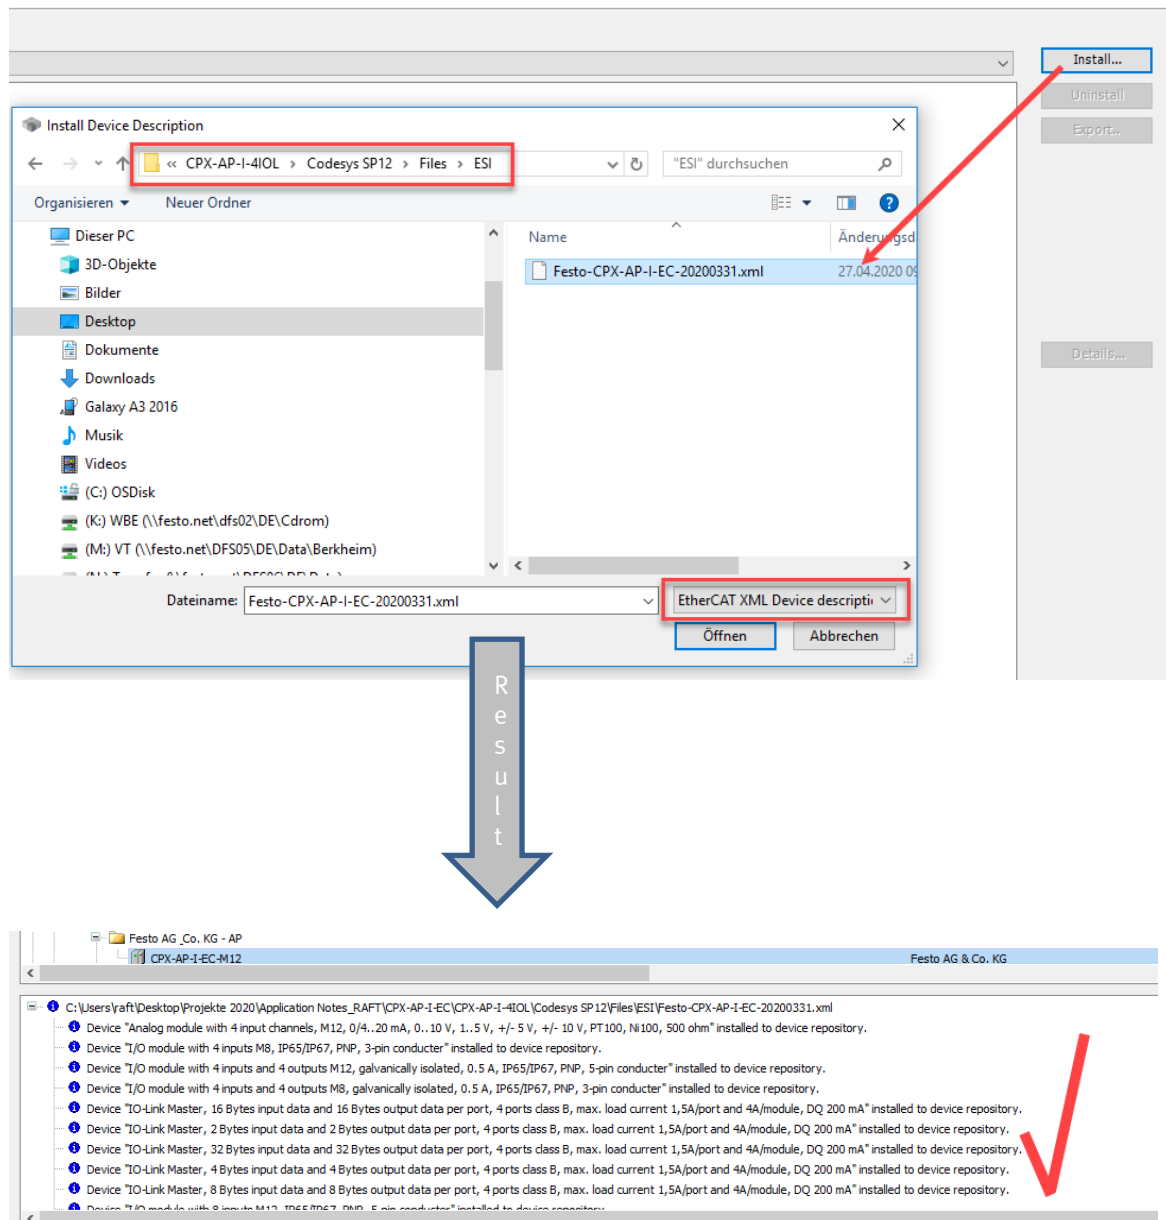 Install...
Uninstall
Export..
Install Device Description
« CPX-AP-I-4IOL > Codesys SP12 > Files > ESI
"ESI" durchsuchen
Organisieren
Neuer Ordner
Dieser PC
3D-Objekte
Bilder
Desktop
Dokumente
Downloads
Galaxy A3 2016
Musik
Videos
(C:) OSDisk
(K:) WBE (\\festo.net\dfs02\DE\Cdrom)
(M:) VT (\\festo.net\DFS05\DE\Data\Berkheim)
Name
Änderungsd
Festo-CPX-AP-I-EC-20200331.xml
27.04.2020 09
Details...
Dateiname:
Festo-CPX-AP-I-EC-20200331.xml
EtherCAT XML Device descripti
Öffnen
Abbrechen
Result
Festo AG _Co. KG - AP
CPX-AP-I-EC-M12
Festo AG & Co. KG
C:\Users\raft\Desktop\Projekte 2020\Application Notes_RAFT\CPX-AP-I-EC\CPX-AP-I-4IOL\Codesys SP12\Files\ESI\Festo-CPX-AP-I-EC-20200331.xml
Device "Analog module with 4 input channels, M12, 0/4..20 mA, 0..10 V, 1..5 V, +/- 5 V, +/- 10 V, PT100, Ni100, 500 ohm" installed to device repository.
Device "I/O module with 4 inputs M8, IP65/IP67, PNP, 3-pin conducter" installed to device repository.
Device "I/O module with 4 inputs and 4 outputs M12, galvanically isolated, 0.5 A, IP65/IP67, PNP, 5-pin conducter" installed to device repository.
Device "I/O module with 4 inputs and 4 outputs M8, galvanically isolated, 0.5 A, IP65/IP67, PNP, 3-pin conducter" installed to device repository.
Device "IO-Link Master, 16 Bytes input data and 16 Bytes output data per port, 4 ports class B, max. load current 1,5A/port and 4A/module, DQ 200 mA" installed to device repository.
Device "IO-Link Master, 2 Bytes input data and 2 Bytes output data per port, 4 ports class B, max. load current 1,5A/port and 4A/module, DQ 200 mA" installed to device repository.
Device "IO-Link Master, 32 Bytes input data and 32 Bytes output data per port, 4 ports class B, max. load current 1,5A/port and 4A/module, DQ 200 mA" installed to device repository.
Device "IO-Link Master, 4 Bytes input data and 4 Bytes output data per port, 4 ports class B, max. load current 1,5A/port and 4A/module, DQ 200 mA" installed to device repository.
Device "IO-Link Master, 8 Bytes input data and 8 Bytes output data per port, 4 ports class B, max. load current 1,5A/port and 4A/module, DQ 200 mA" installed to device repository.
Device "I/O module with 8 inputs M12, IP65/IP67, PNP, 5-pin conducter" installed to device repository.